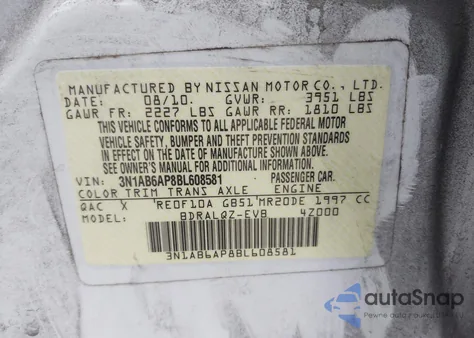 MANUFACTURED BY NISSAN MOTOR CO., LTD.
DATE: 08/10. GVWR: 3951 LBS
GAWR FR: 2227 LBS GAWR RR: 1810 LBS
THIS VEHICLE CONFORMS TO ALL APPLICABLE FEDERAL MOTOR
VEHICLE SAFETY, BUMPER AND THEFT PREVENTION STANDARDS
IN EFFECT ON THE DATE OF MANUFACTURE SHOWN ABOVE.
SEE OWNER'S MANUAL FOR ADDITIONAL INFORMATION
VIN: 3N1AB6AP8BL608581 PASSENGER CAR.
COLOR TRIM TRANS AXLE ENGINE
QAC X RE0F10A GB51 MR20DE 1997 CC
MODEL: BDRALQZ-EVB 4Z000
3N1AB6AP8BL608581
autoSnap